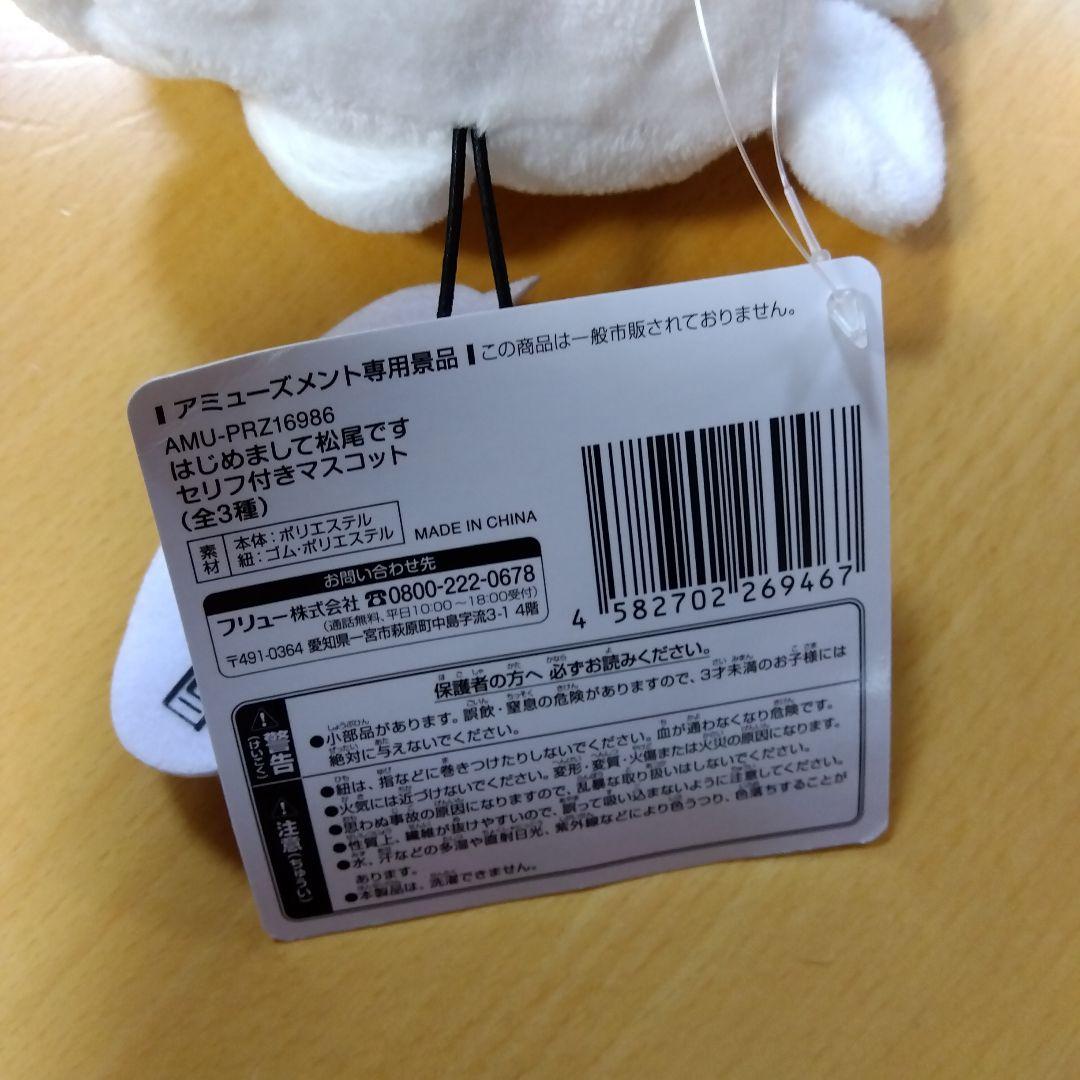 アミューズメント専用景品 この商品は一般市販されておりません。
AMU-PRZ16986
はじめまして松尾です
セリフ付きマスコット
（全3種）
素材 本体：ポリエステル
紐：ゴム・ポリエステル
MADE IN CHINA
お問い合わせ先
フリュー株式会社 ☎0800-222-0678
（通話無料、平日10:00～18:00受付）
〒491-0364 愛知県一宮市萩原町中島字流3-1 4階
4 582702 269467
保護者の方へ 必ずお読みください。
警告（けいこく）
●小部品があります。誤飲・窒息の危険がありますので、3才未満のお子様には
絶対に与えないでください。
注意（ちゅうい）
●紐は、指などに巻きつけたりしないでください。血が通わなくなり危険です。
●火気には近づけないでください。変形・変質・火傷または火災の原因になります。
●思わぬ事故の原因になりますので、乱暴な取り扱いはしないでください。
●性質上、繊維が抜けやすいので、誤って吸い込まないように注意してください。
●水、汗などの多湿や直射日光、紫外線などにより色うつり、色落ちすることが
あります。
●本製品は、洗濯できません。